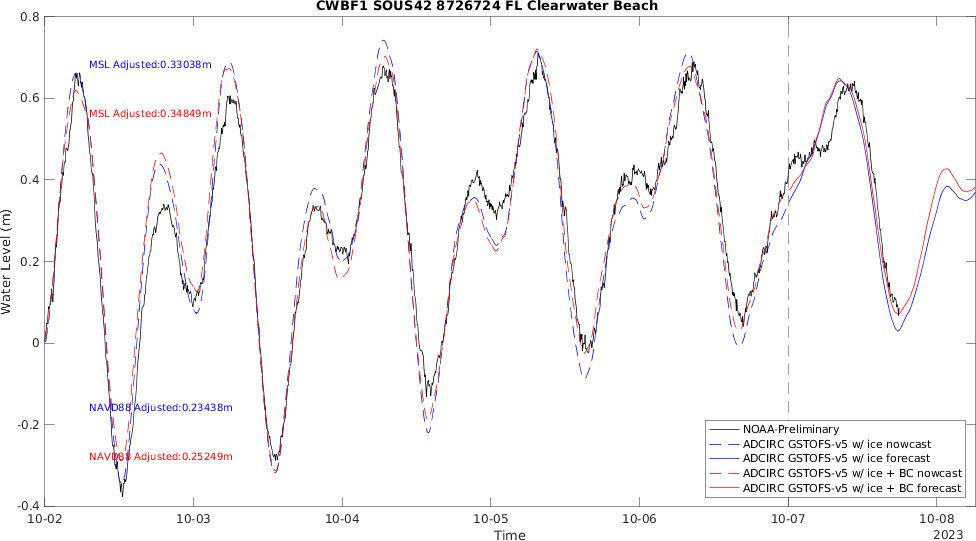 CWBF1 SOUS42 8726724 FL Clearwater Beach
0.8
0.6
0.4
0.2
0
-0.2
-0.4
Water Level (m)
MSL Adjusted:0.33038m
MSL Adjusted:0.34849m
NAVD88 Adjusted:0.23438m
NAVD88 Adjusted:0.25249m
NOAA-Preliminary
ADCIRC GSTOFS-v5 w/ ice nowcast
ADCIRC GSTOFS-v5 w/ ice forecast
ADCIRC GSTOFS-v5 w/ ice + BC nowcast
ADCIRC GSTOFS-v5 w/ ice + BC forecast
10-02 10-03 10-04 10-05 10-06 10-07 10-08
Time
2023